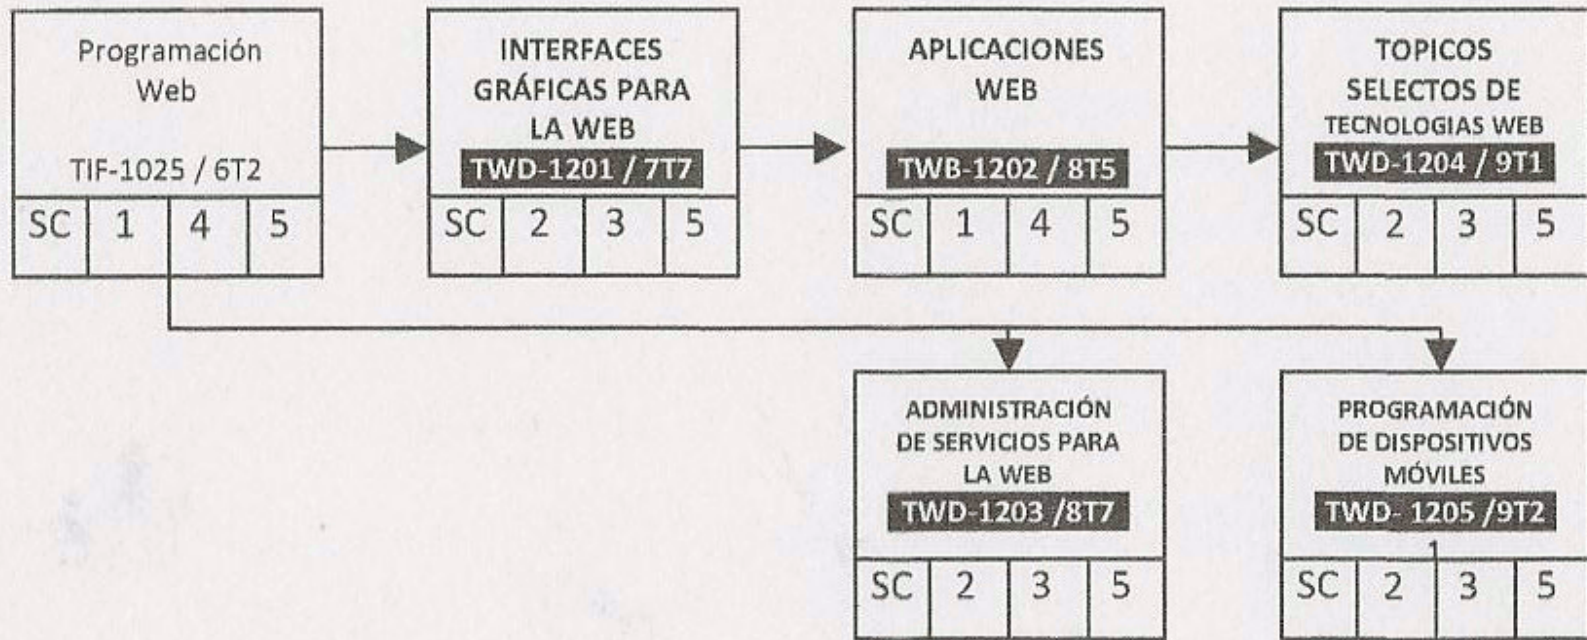 Programación
Web
TIF-1025 / 6T2
SC 1 4 5
INTERFACES
GRÁFICAS PARA
LA WEB
TWD-1201 / 7T7
SC 2 3 5
APLICACIONES
WEB
TWB-1202 / 8T5
SC 1 4 5
TOPICOS
SELECTOS DE
TECNOLOGIAS WEB
TWD-1204 / 9T1
SC 2 3 5
ADMINISTRACIÓN
DE SERVICIOS PARA
LA WEB
TWD-1203 /8T7
SC 2 3 5
PROGRAMACIÓN
DE DISPOSITIVOS
MÓVILES
TWD- 1205 /9T2
SC 2 3 5